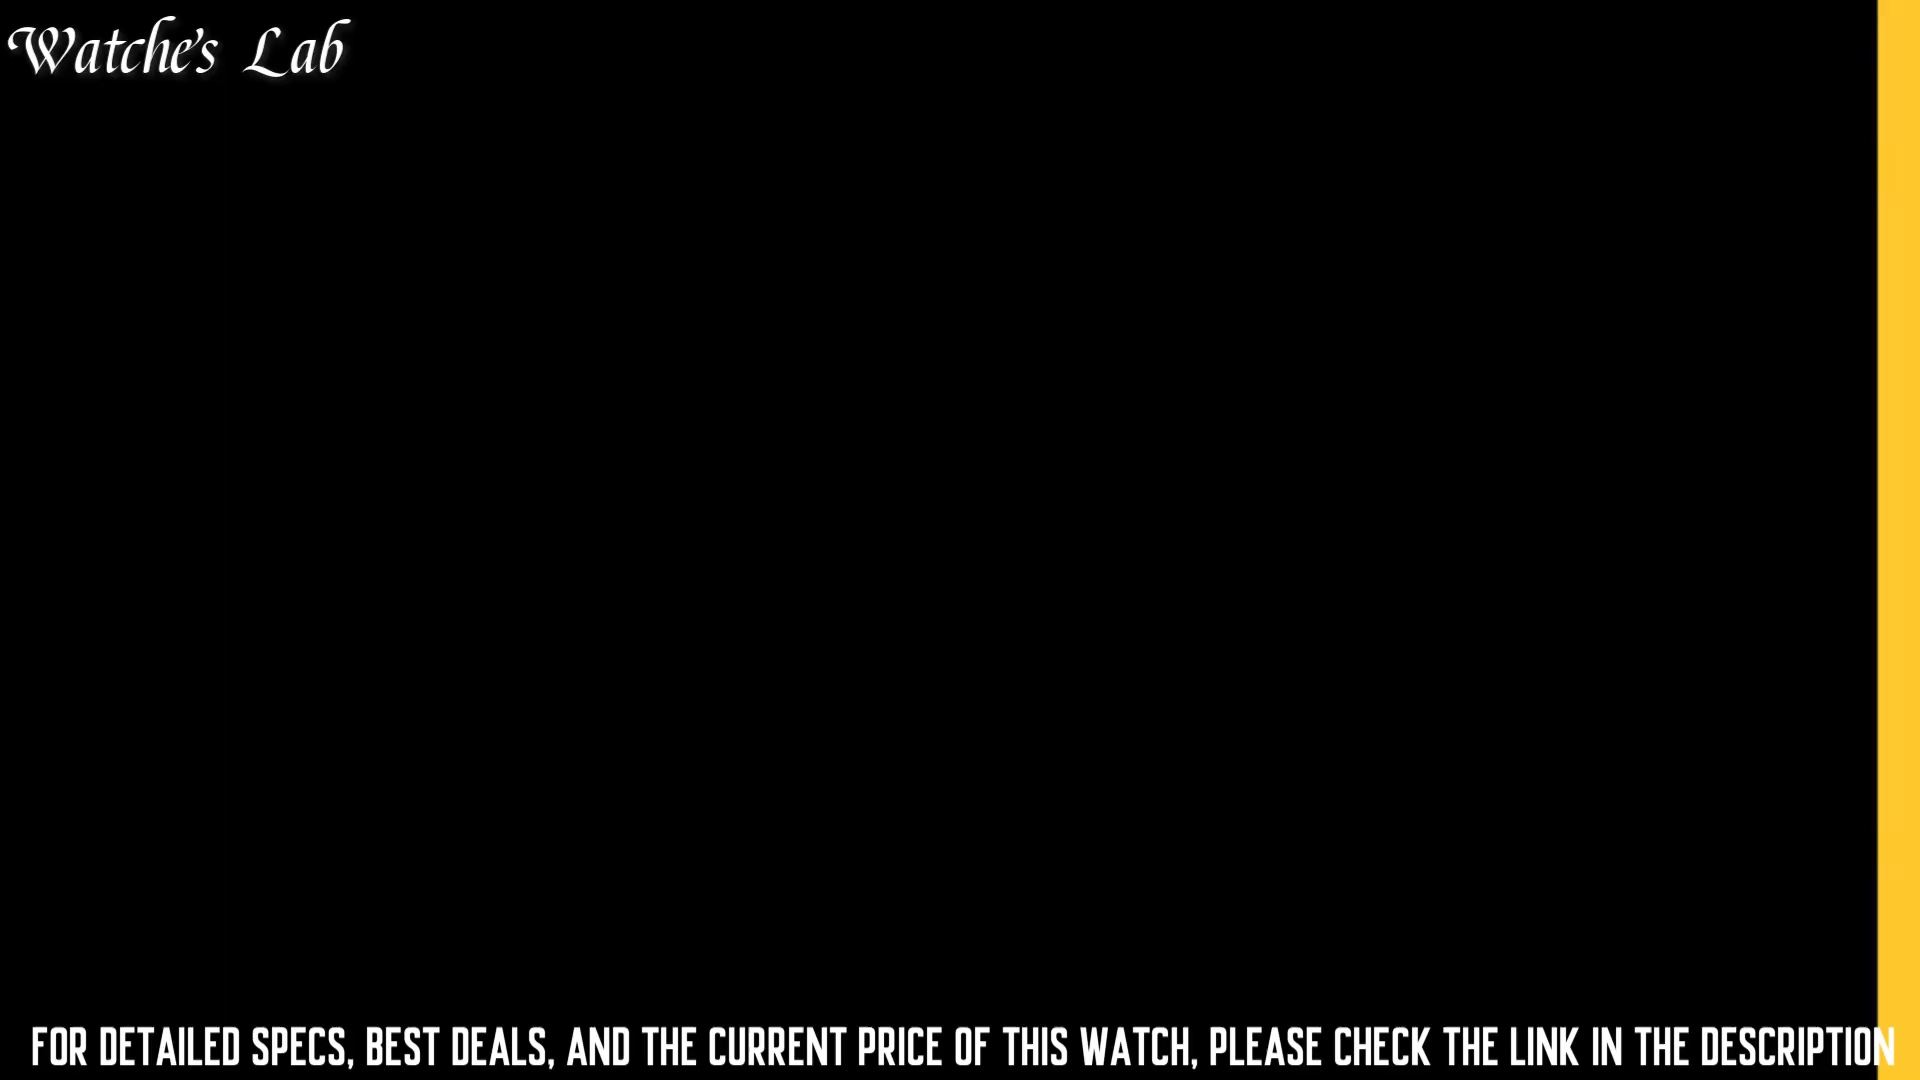 Watche's Lab
FOR DETAILED SPECS, BEST DEALS, AND THE CURRENT PRICE OF THIS WATCH, PLEASE CHECK THE LINK IN THE DESCRIPTION